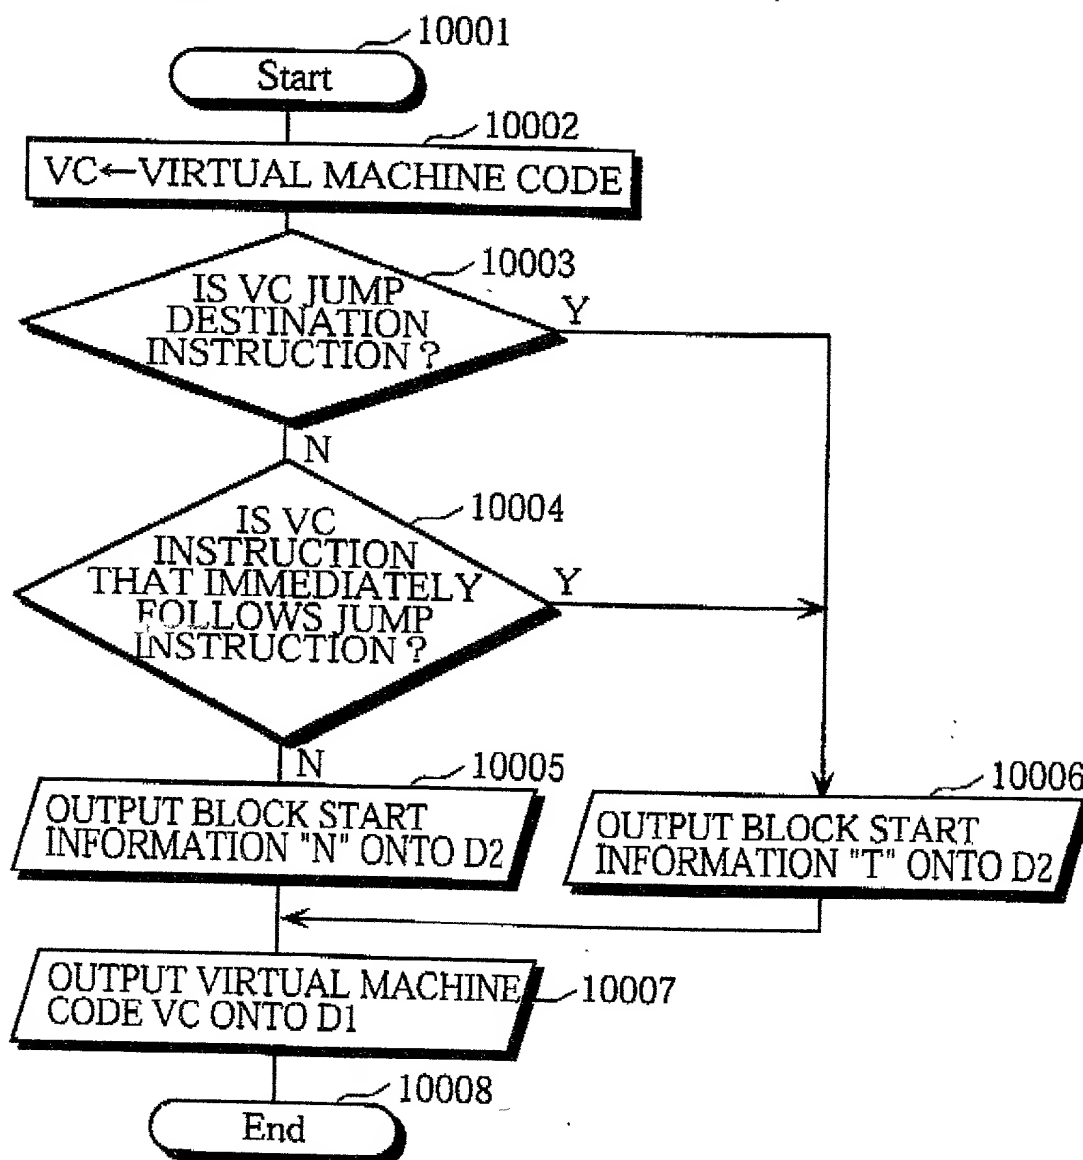 10001
Start
10002
VC←VIRTUAL MACHINE CODE
10003
IS VC JUMP
DESTINATION
INSTRUCTION ?
Y
N
10004
IS VC
INSTRUCTION
THAT IMMEDIATELY
FOLLOWS JUMP
INSTRUCTION ?
Y
N
10005
OUTPUT BLOCK START
INFORMATION "N" ONTO D2
10006
OUTPUT BLOCK START
INFORMATION "T" ONTO D2
OUTPUT VIRTUAL MACHINE
CODE VC ONTO D1
10007
10008
End